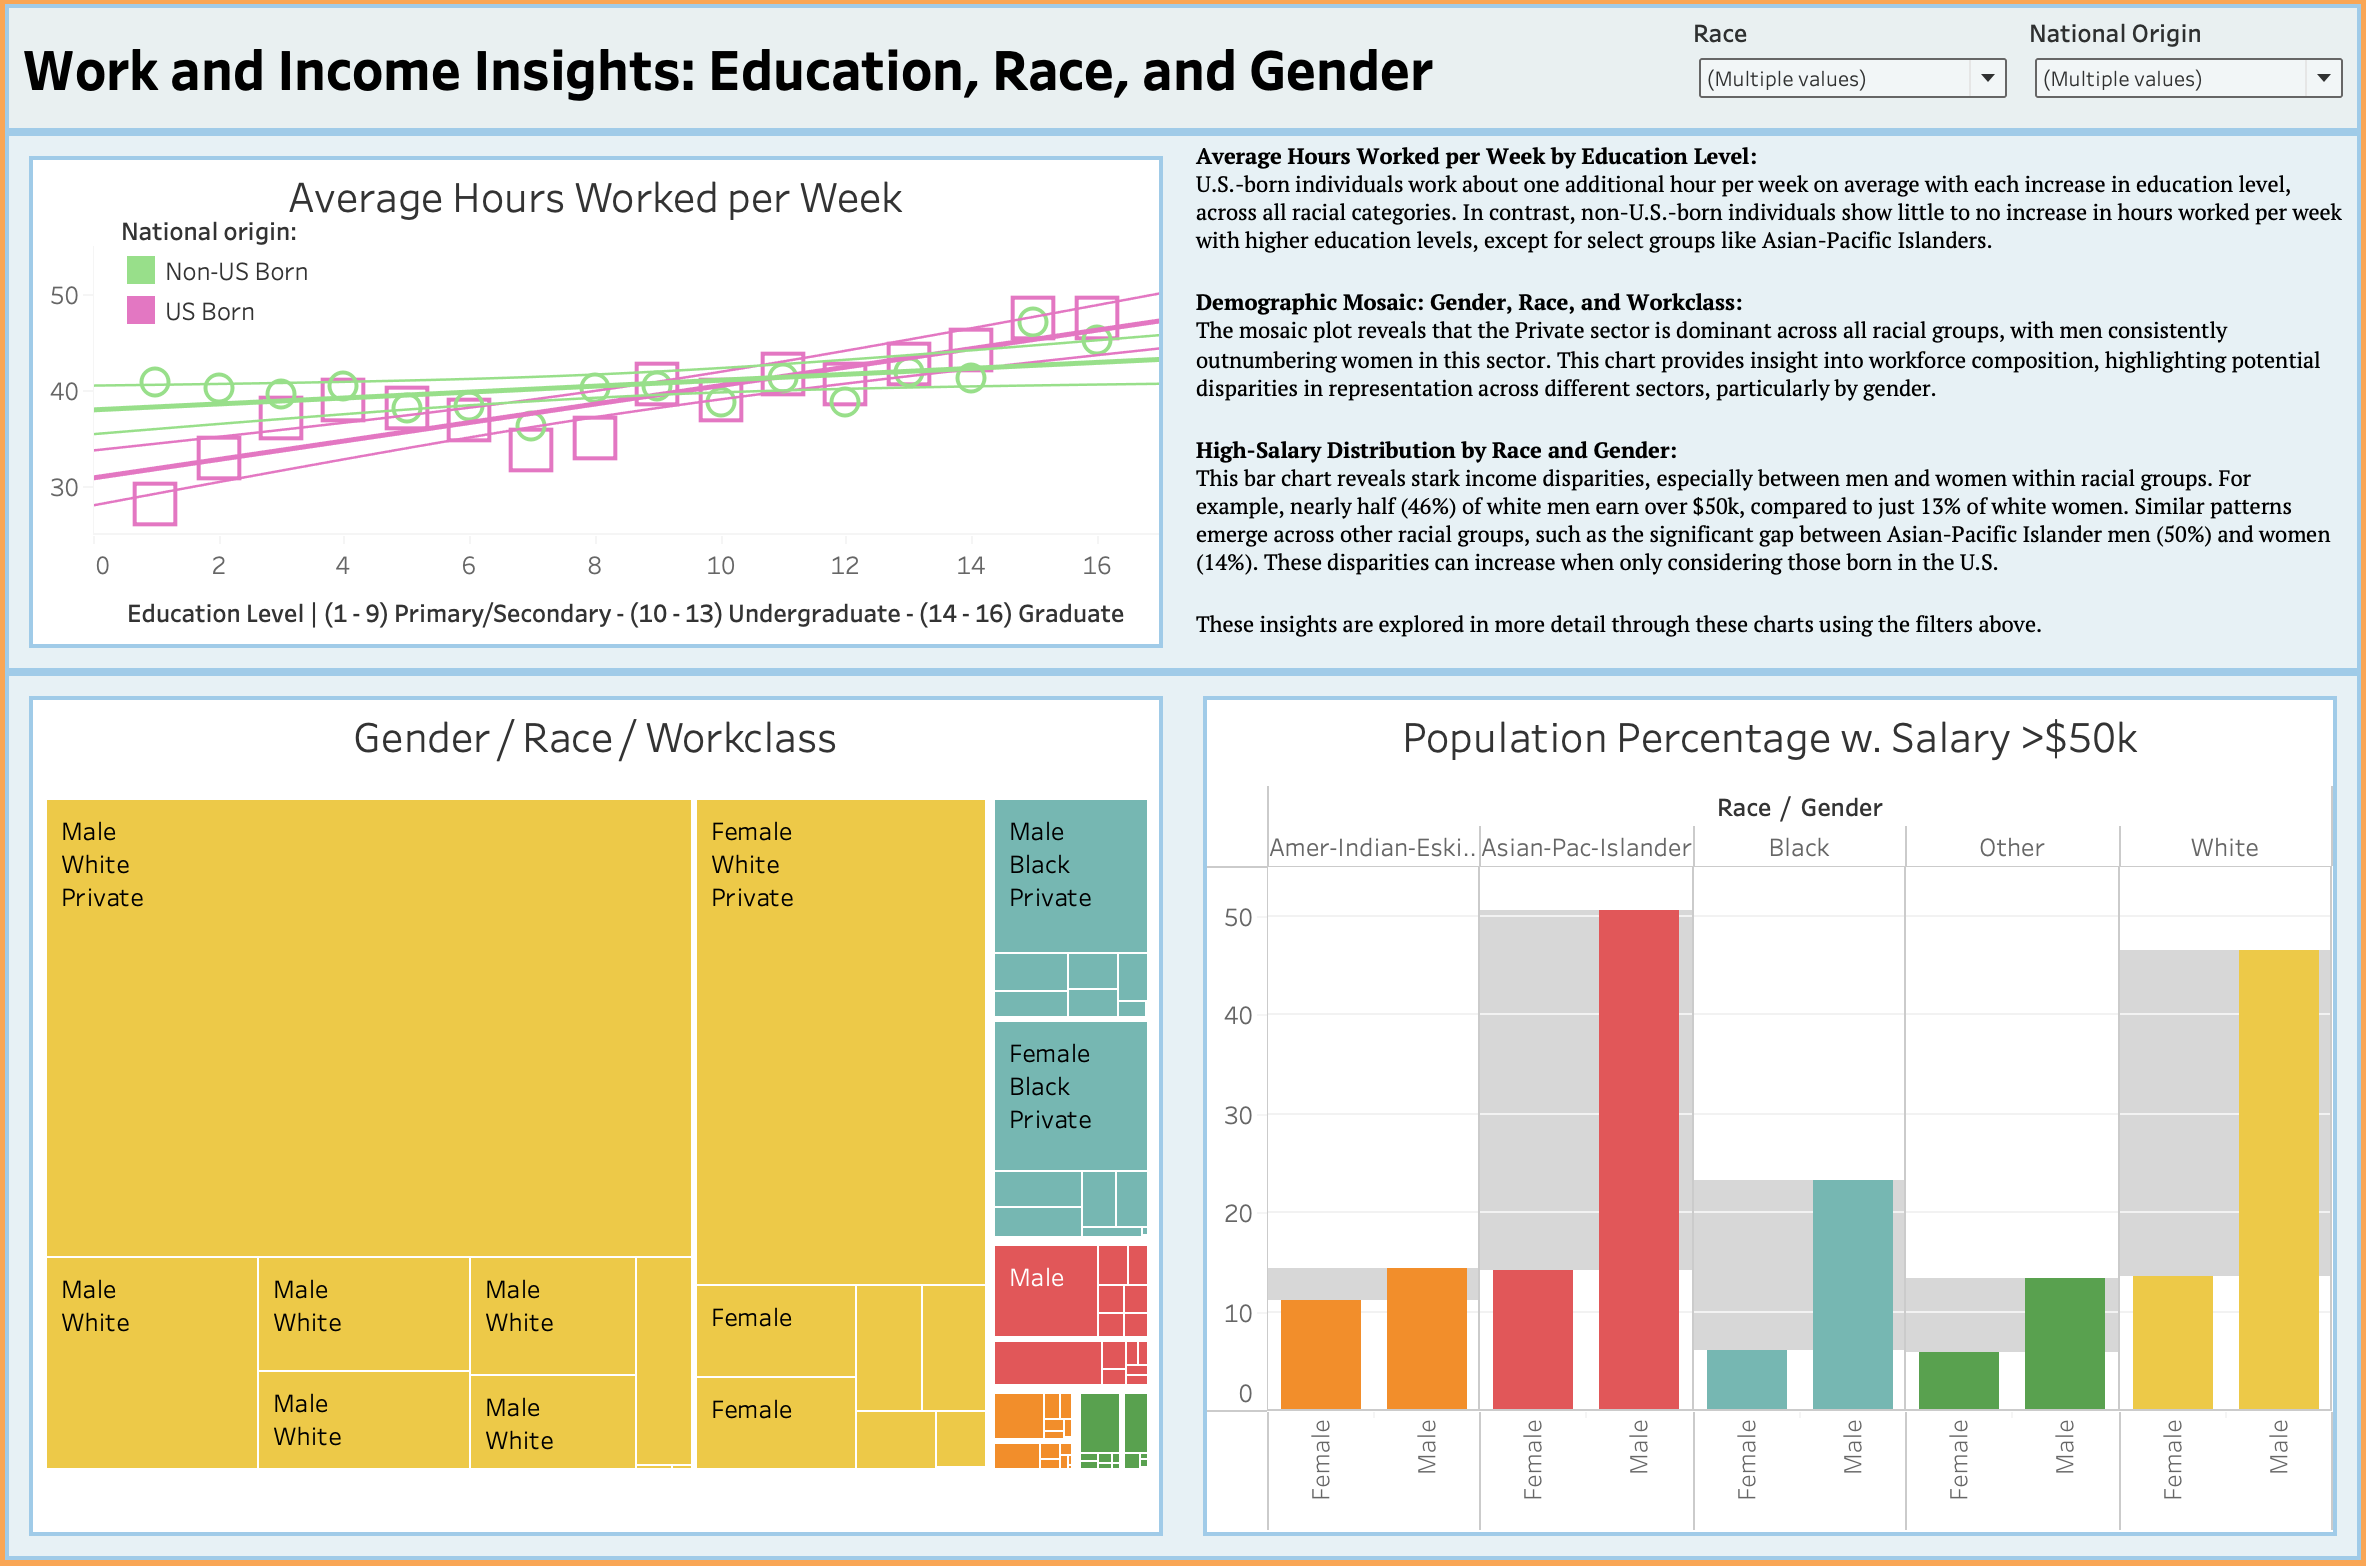 Work and Income Insights: Education, Race, and Gender
Race
National Origin
(Multiple values)
(Multiple values)
Average Hours Worked per Week
National origin:
Non-US Born
US Born
50
40
30
0 2 4 6 8 10 12 14 16
Education Level | (1 - 9) Primary/Secondary - (10 - 13) Undergraduate - (14 - 16) Graduate
Average Hours Worked per Week by Education Level:
U.S.-born individuals work about one additional hour per week on average with each increase in education level,
across all racial categories. In contrast, non-U.S.-born individuals show little to no increase in hours worked per week
with higher education levels, except for select groups like Asian-Pacific Islanders.
Demographic Mosaic: Gender, Race, and Workclass:
The mosaic plot reveals that the Private sector is dominant across all racial groups, with men consistently
outnumbering women in this sector. This chart provides insight into workforce composition, highlighting potential
disparities in representation across different sectors, particularly by gender.
High-Salary Distribution by Race and Gender:
This bar chart reveals stark income disparities, especially between men and women within racial groups. For
example, nearly half (46%) of white men earn over $50k, compared to just 13% of white women. Similar patterns
emerge across other racial groups, such as the significant gap between Asian-Pacific Islander men (50%) and women
(14%). These disparities can increase when only considering those born in the U.S.
These insights are explored in more detail through these charts using the filters above.
Gender / Race / Workclass
Male
White
Private
Female
White
Private
Male
Black
Private
Female
Black
Private
Male
Male
White
Male
White
Male
White
Male
White
Male
White
Female
Female
Population Percentage w. Salary >$50k
Race / Gender
Amer-Indian-Eski.. Asian-Pac-Islander Black Other White
50
40
30
20
10
0
Female Male Female Male Female Male Female Male Female Male